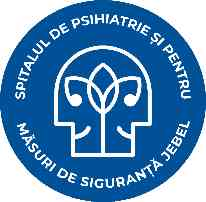 SPITALUL DE PSIHIATRIE ȘI PENTRU
MĂSURI DE SIGURANȚĂ JEBEL